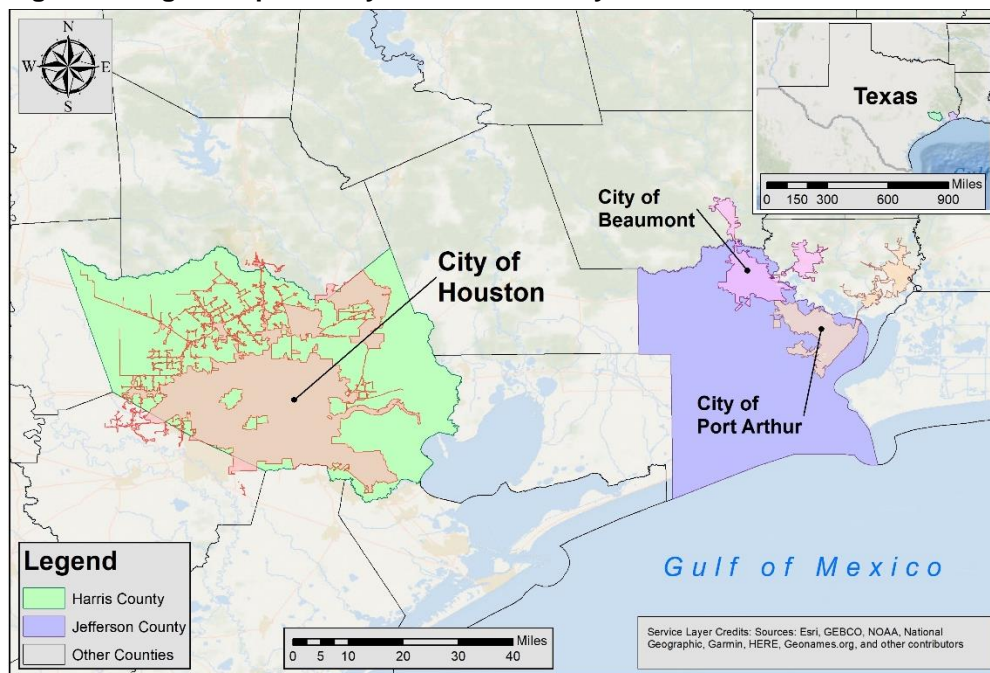 N
W E
S
Texas
Gulf
Miles
0 150 300 600 900
City of
Beaumont
City of
Houston
City of
Port Arthur
Legend
Harris County
Jefferson County
Other Counties
Gulf of Mexico
Miles
0 5 10 20 30 40
Service Layer Credits: Sources: Esri, GEBCO, NOAA, National
Geographic, Garmin, HERE, Geonames.org, and other contributors